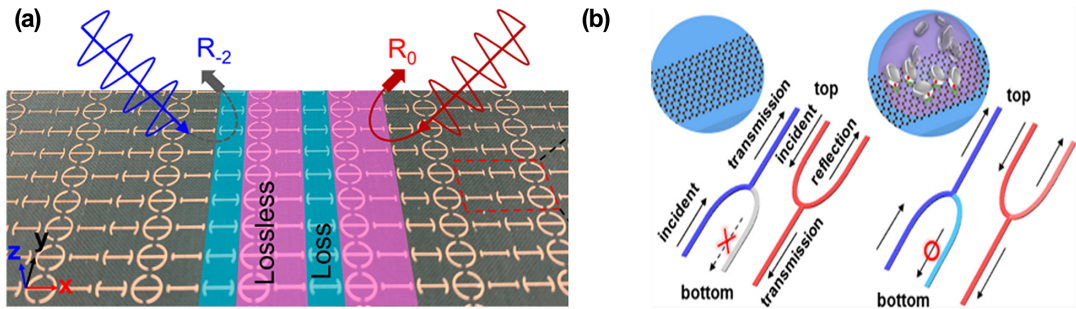 (a)
R-2
R0
Lossless
Loss
z
y
x
(b)
top
transmission
incident
reflection
incident
transmission
bottom
top
bottom